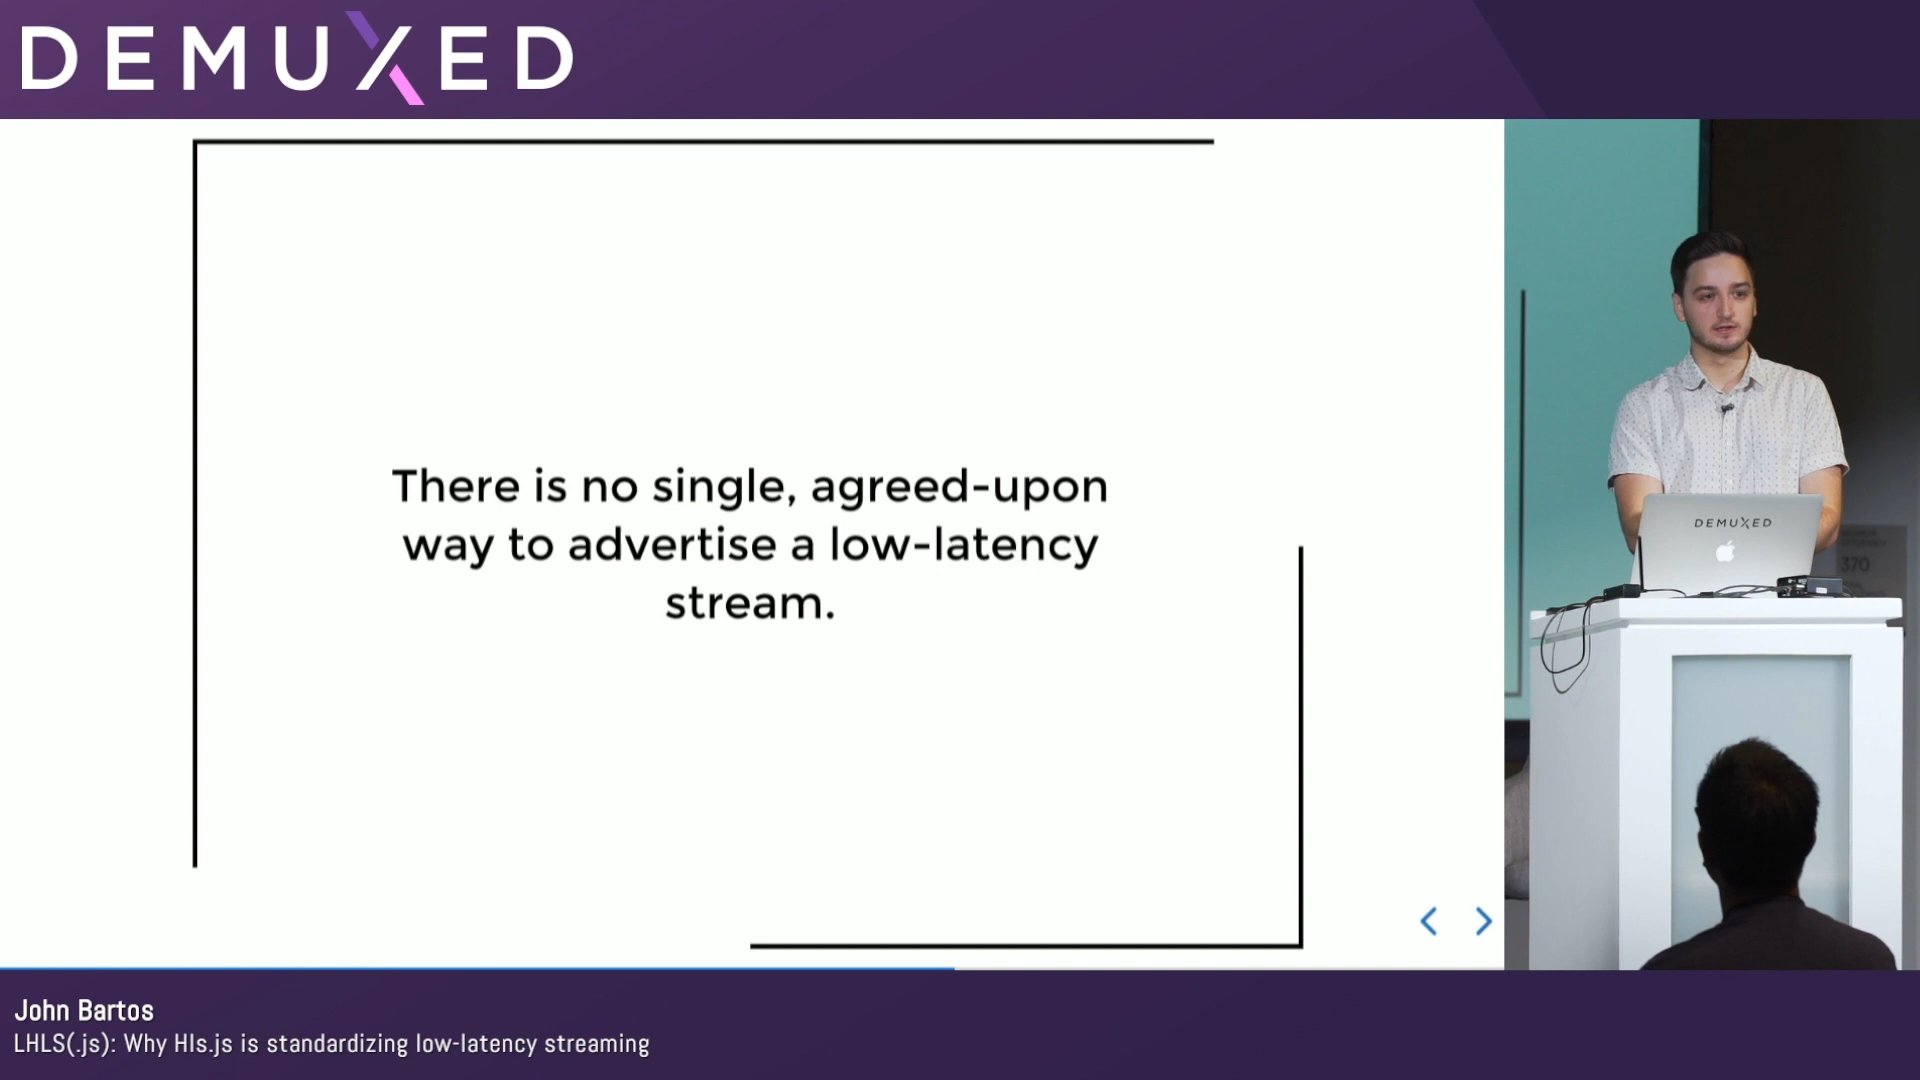 DEMUXED
There is no single, agreed-upon
way to advertise a low-latency
stream.
DEMUXED
370
John Bartos
LHLS(.js): Why Hls.js is standardizing low-latency streaming